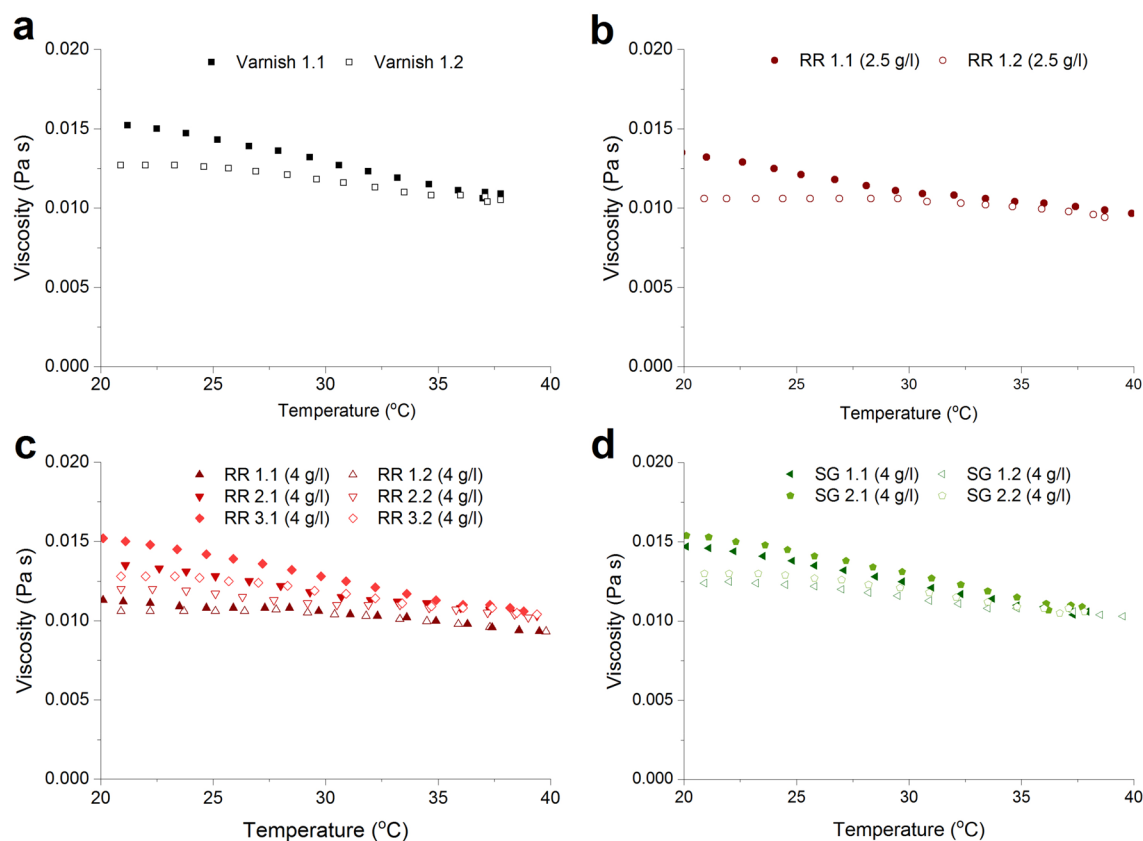 a
0.020
0.015
0.010
0.005
0.000
Viscosity (Pa s)
Varnish 1.1 Varnish 1.2
20 25 30 35 40
Temperature (°C)
b
0.020
0.015
0.010
0.005
0.000
Viscosity (Pa s)
RR 1.1 (2.5 g/l) RR 1.2 (2.5 g/l)
20 25 30 35 40
Temperature (°C)
c
0.020
0.015
0.010
0.005
0.000
Viscosity (Pa s)
RR 1.1 (4 g/l) RR 1.2 (4 g/l)
RR 2.1 (4 g/l) RR 2.2 (4 g/l)
RR 3.1 (4 g/l) RR 3.2 (4 g/l)
20 25 30 35 40
Temperature (°C)
d
0.020
0.015
0.010
0.005
0.000
Viscosity (Pa s)
SG 1.1 (4 g/l) SG 1.2 (4 g/l)
SG 2.1 (4 g/l) SG 2.2 (4 g/l)
20 25 30 35 40
Temperature (°C)